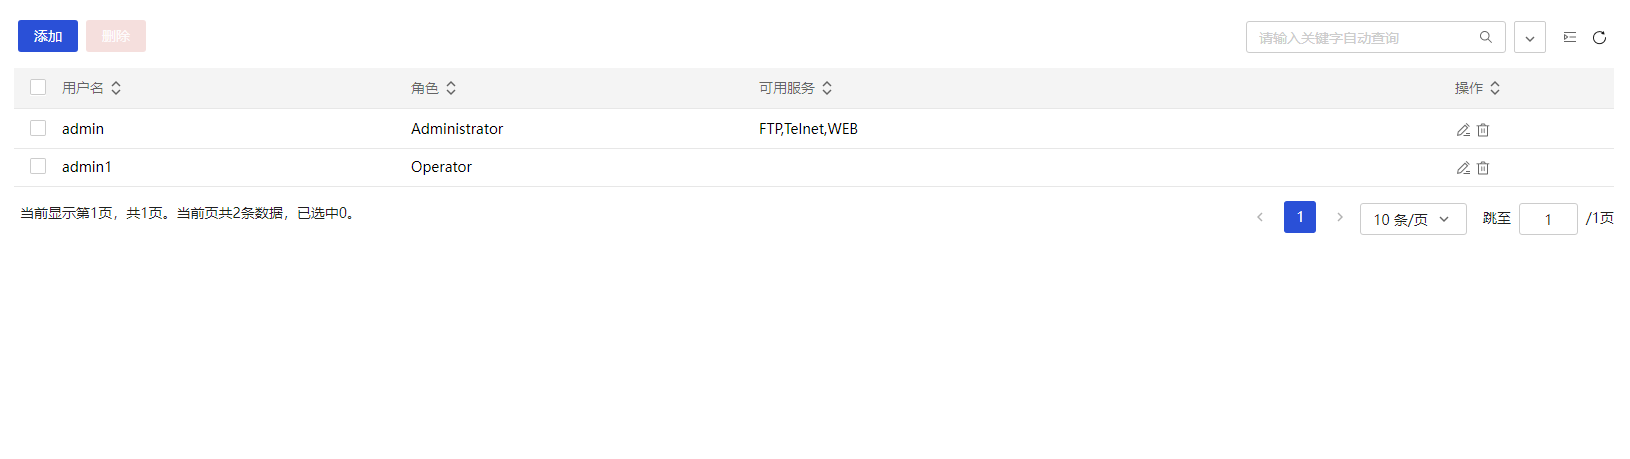 添加 删除 请输入关键字自动查询
用户名 角色 可用服务 操作
admin Administrator FTP,Telnet,WEB
admin1 Operator
当前显示第1页，共1页。当前页共2条数据，已选中0。 1 10 条/页 跳至 1 /1页